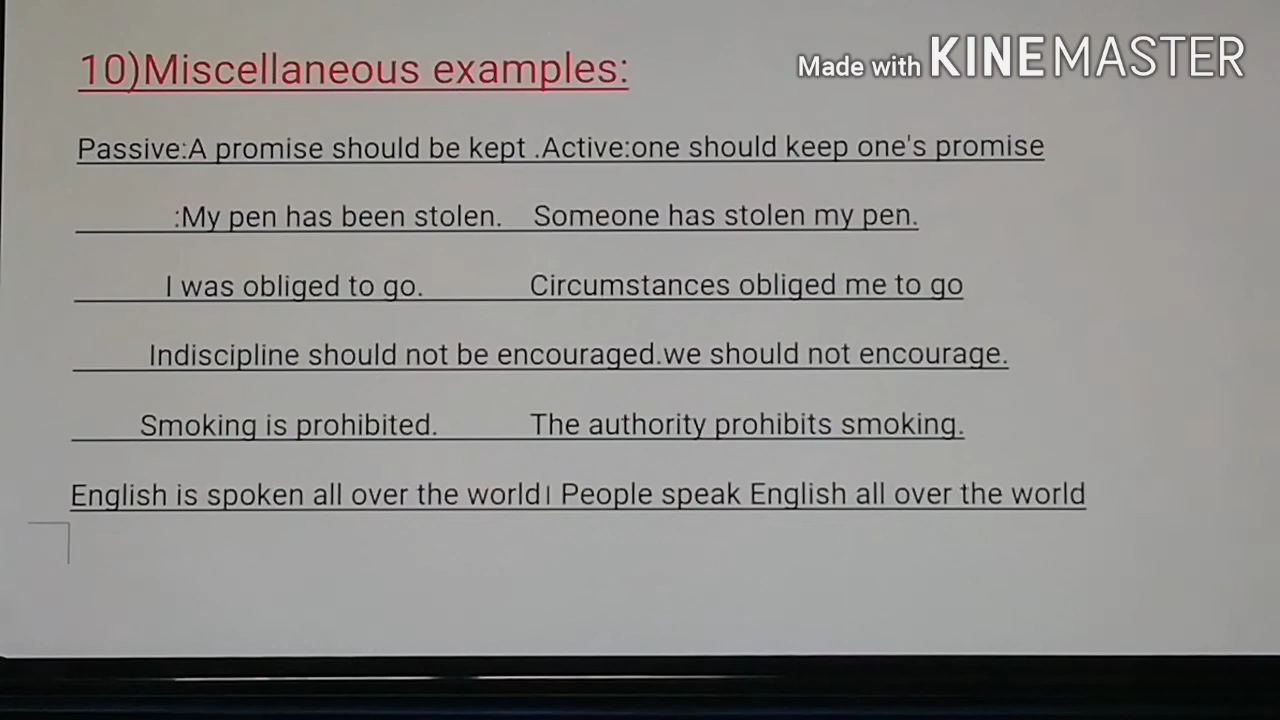 10)Miscellaneous examples:
Made with KINEMASTER
Passive:A promise should be kept .Active:one should keep one's promise
:My pen has been stolen. Someone has stolen my pen.
I was obliged to go. Circumstances obliged me to go
Indiscipline should not be encouraged.we should not encourage.
Smoking is prohibited. The authority prohibits smoking.
English is spoken all over the world। People speak English all over the world